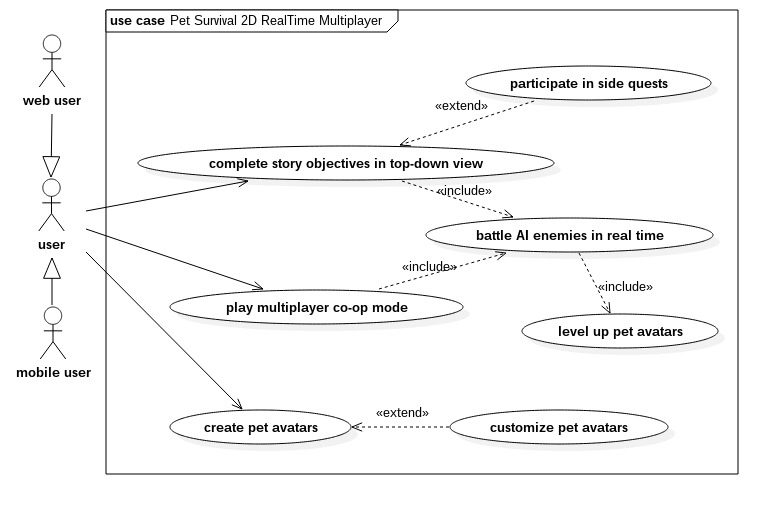 use case Pet Survival 2D RealTime Multiplayer
web user
participate in side quests
«extend»
complete story objectives in top-down view
«include»
user
battle AI enemies in real time
«include»
«include»
play multiplayer co-op mode
level up pet avatars
mobile user
«extend»
create pet avatars
customize pet avatars